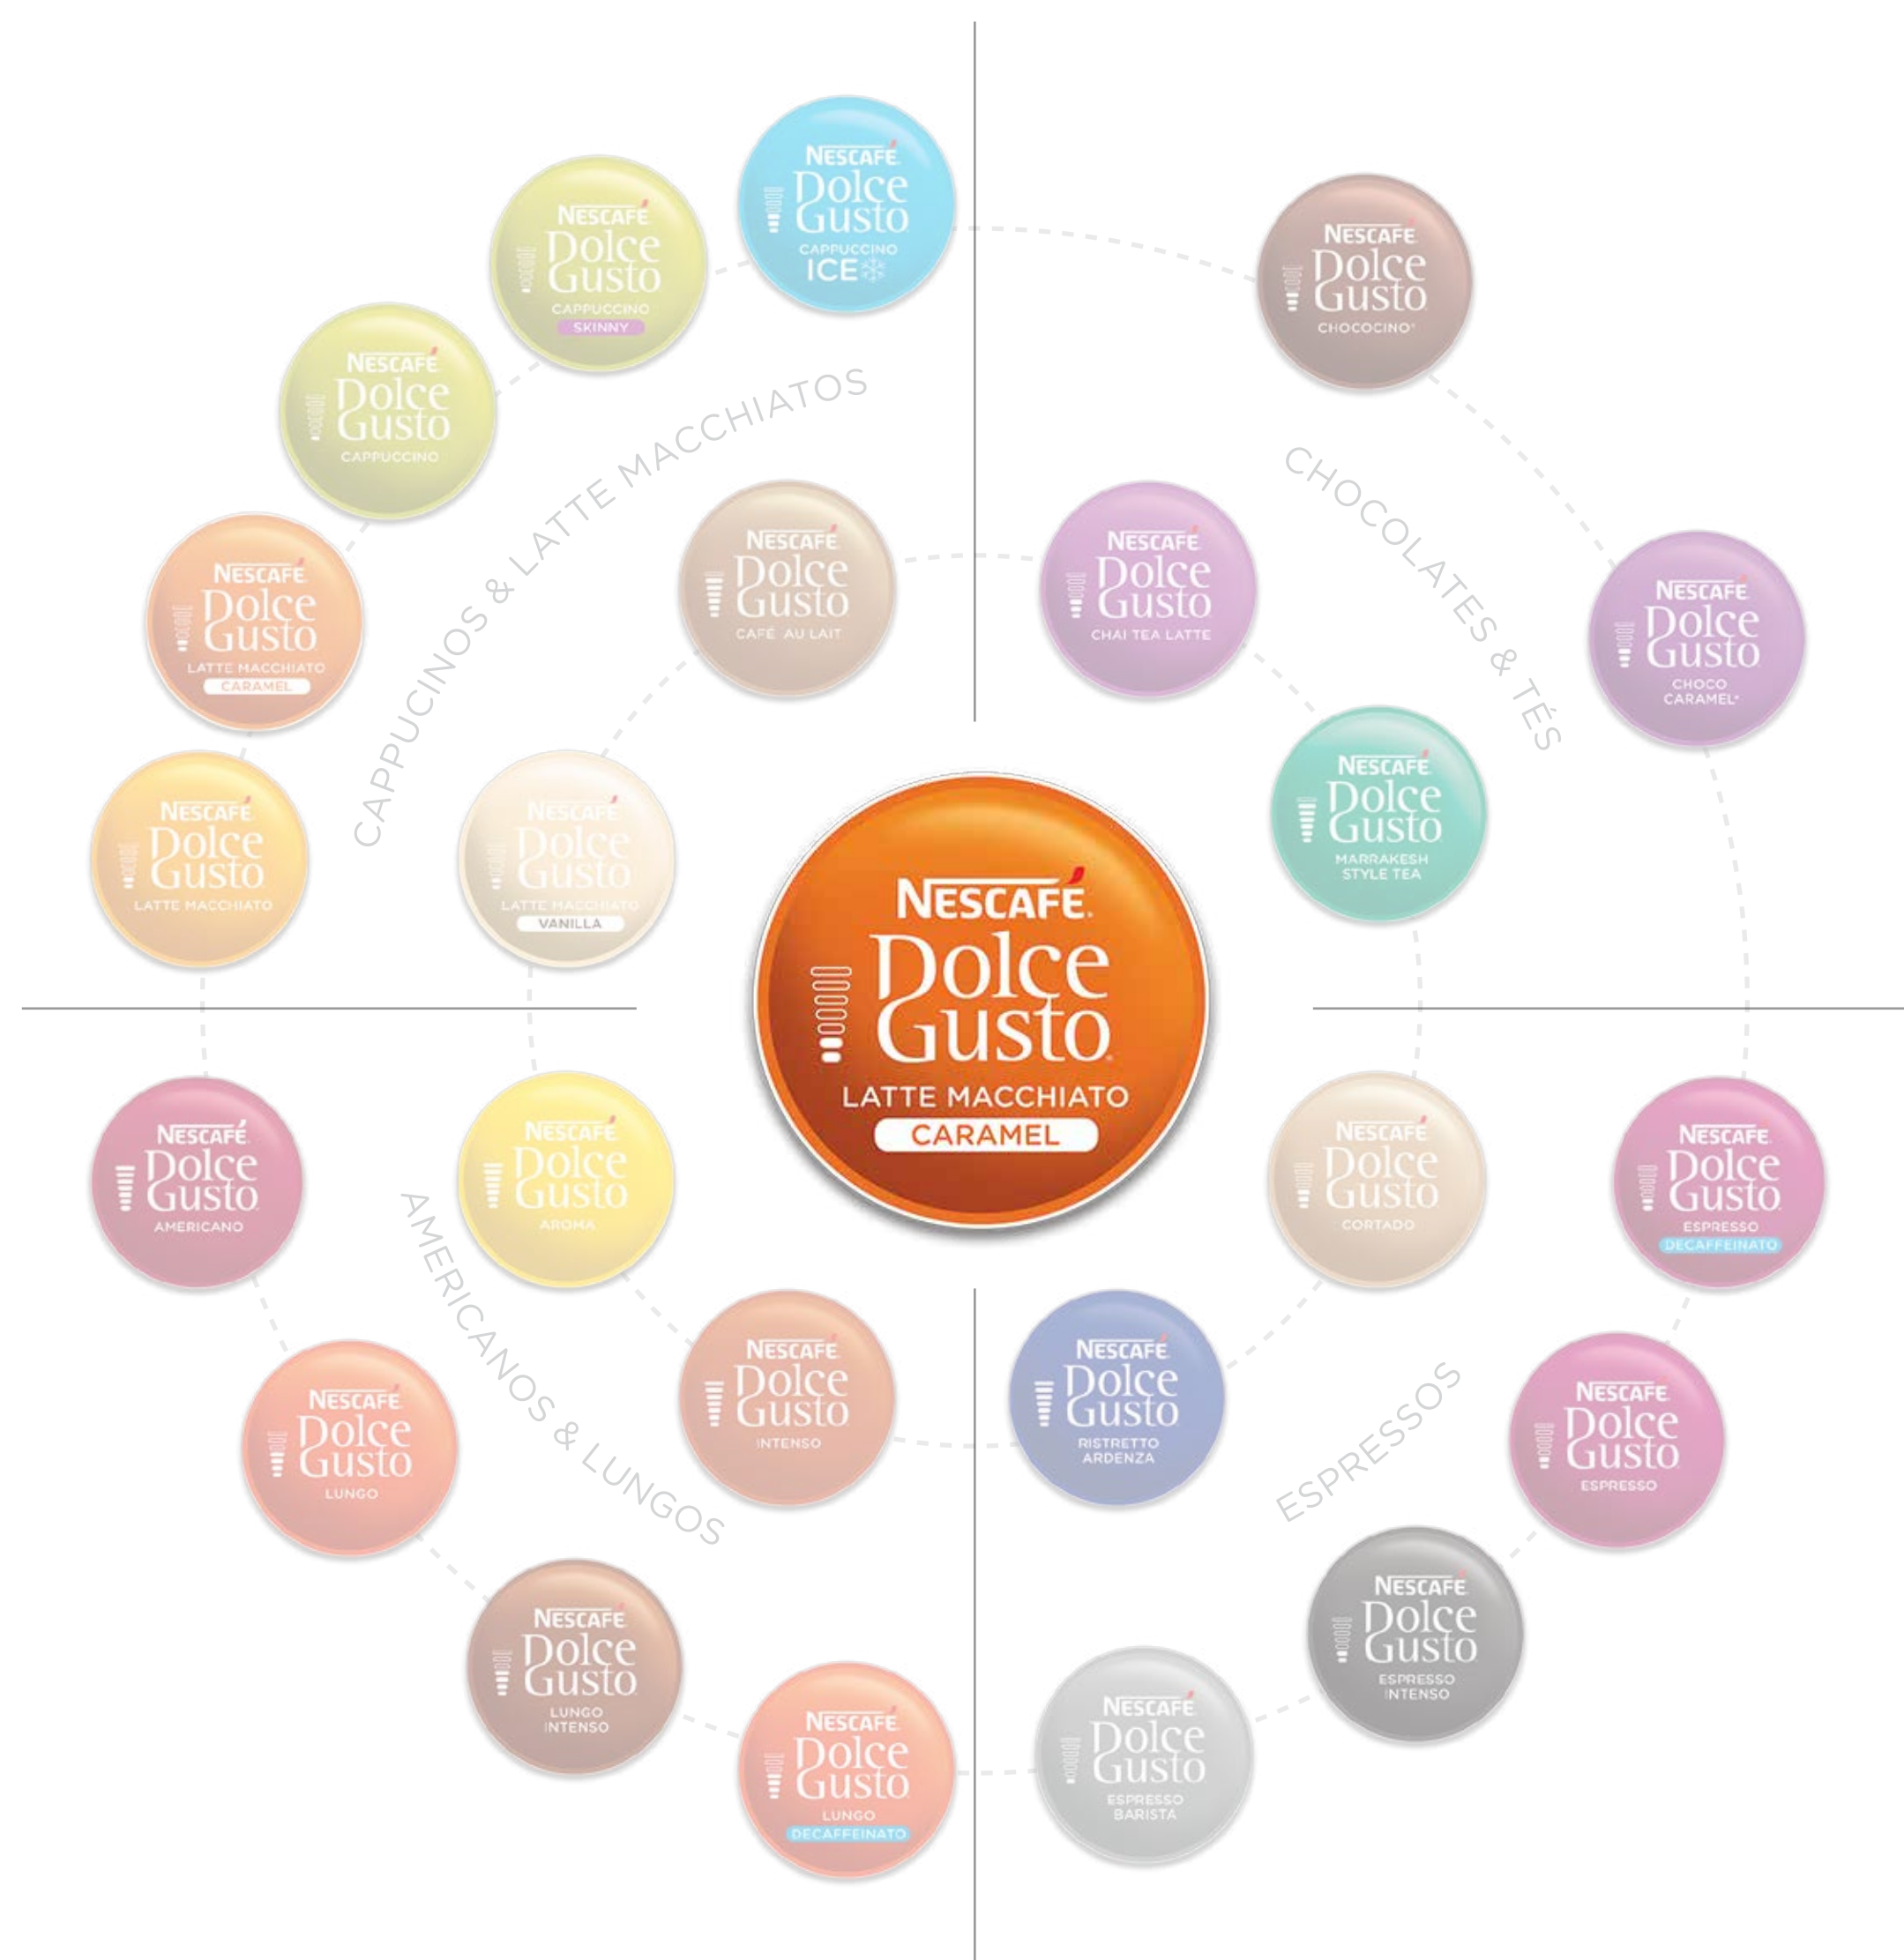 NESCAFÉ
Dolce
Gusto
CAPPUCCINO
ICE
NESCAFÉ
Dolce
Gusto
CAPPUCCINO
SKINNY
NESCAFÉ
Dolce
Gusto
CAPPUCCINO
NESCAFÉ
Dolce
Gusto
LATTE MACCHIATO
CARAMEL
NESCAFÉ
Dolce
Gusto
LATTE MACCHIATO
CAPPUCINOS & LATTE MACCHIATOS
NESCAFÉ
Dolce
Gusto
CAFÉ AU LAIT
NESCAFÉ
Dolce
Gusto
LATTE MACCHIATO
VANILLA
NESCAFÉ
Dolce
Gusto
CHOCOCINO®
CHOCOLATES & TÉS
NESCAFÉ
Dolce
Gusto
CHAI TEA LATTE
NESCAFÉ
Dolce
Gusto
CHOCO
CARAMEL®
NESCAFÉ
Dolce
Gusto
MARRAKESH
STYLE TEA
NESCAFÉ®
Dolce
Gusto®
LATTE MACCHIATO
CARAMEL
NESCAFÉ
Dolce
Gusto
AMERICANO
NESCAFÉ
Dolce
Gusto
AROMA
AMERICANOS & LUNGOS
NESCAFÉ
Dolce
Gusto
INTENSO
NESCAFÉ
Dolce
Gusto
LUNGO
NESCAFÉ
Dolce
Gusto
LUNGO
INTENSO
NESCAFÉ
Dolce
Gusto
LUNGO
DECAFFEINATO
NESCAFÉ
Dolce
Gusto
CORTADO
NESCAFÉ
Dolce
Gusto
ESPRESSO
DECAFFEINATO
NESCAFÉ
Dolce
Gusto
RISTRETTO
ARDENZA
ESPRESSOS
NESCAFÉ
Dolce
Gusto
ESPRESSO
NESCAFÉ
Dolce
Gusto
ESPRESSO
INTENSO
NESCAFÉ
Dolce
Gusto
ESPRESSO
BARISTA